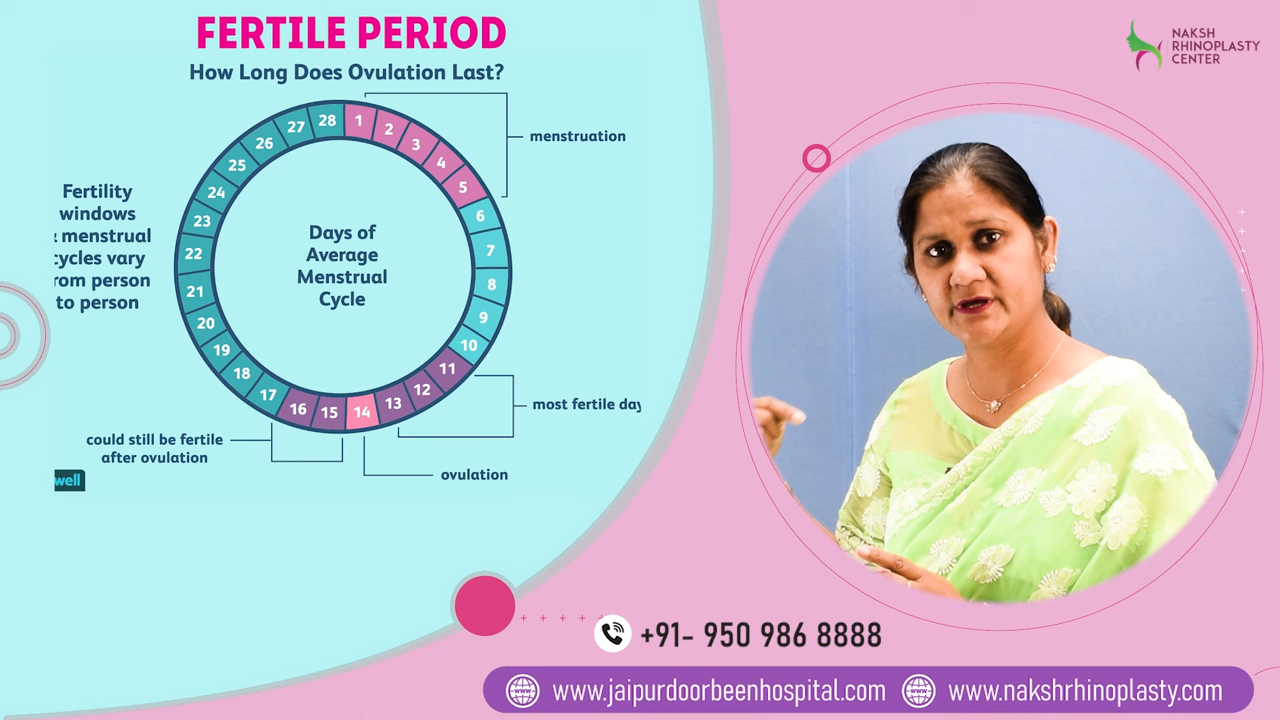 FERTILE PERIOD
How Long Does Ovulation Last?
NAKSH
RHINOPLASTY
CENTER
menstruation
28
1
2
3
4
5
6
7
8
9
10
11
12
13
14
15
16
17
18
19
20
21
22
23
24
25
26
27
Fertility
windows
menstrual
cycles vary
rom person
to person
Days of
Average
Menstrual
Cycle
most fertile day
could still be fertile
after ovulation
ovulation
well
+91- 950 986 8888
www.jaipurdoorbeenhospital.com
www.nakshrhinoplasty.com